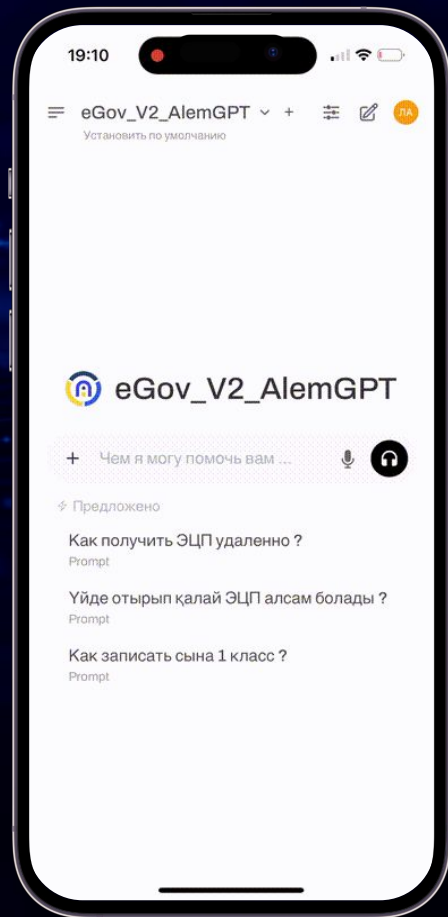 19:10
eGov_V2_AlemGPT
Установить по умолчанию
ЛА
eGov_V2_AlemGPT
Чем я могу помочь вам ...
Предложено
Как получить ЭЦП удаленно ?
Prompt
Үйде отырып қалай ЭЦП алсам болады ?
Prompt
Как записать сына 1 класс ?
Prompt